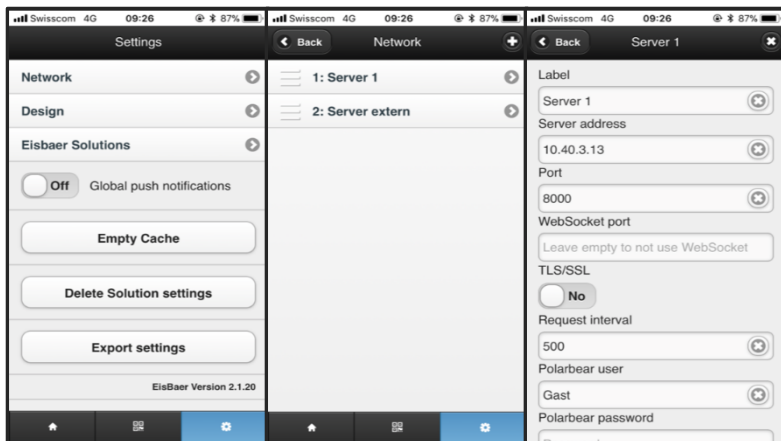 Swisscom 4G 09:26 87%
Settings
Network
Design
Eisbaer Solutions
Off Global push notifications
Empty Cache
Delete Solution settings
Export settings
EisBaer Version 2.1.20
Swisscom 4G 09:26 87%
Back Network
1: Server 1
2: Server extern
Swisscom 4G 09:26 87%
Back Server 1
Label
Server 1
Server address
10.40.3.13
Port
8000
WebSocket port
Leave empty to not use WebSocket
TLS/SSL
No
Request interval
500
Polarbear user
Gast
Polarbear password